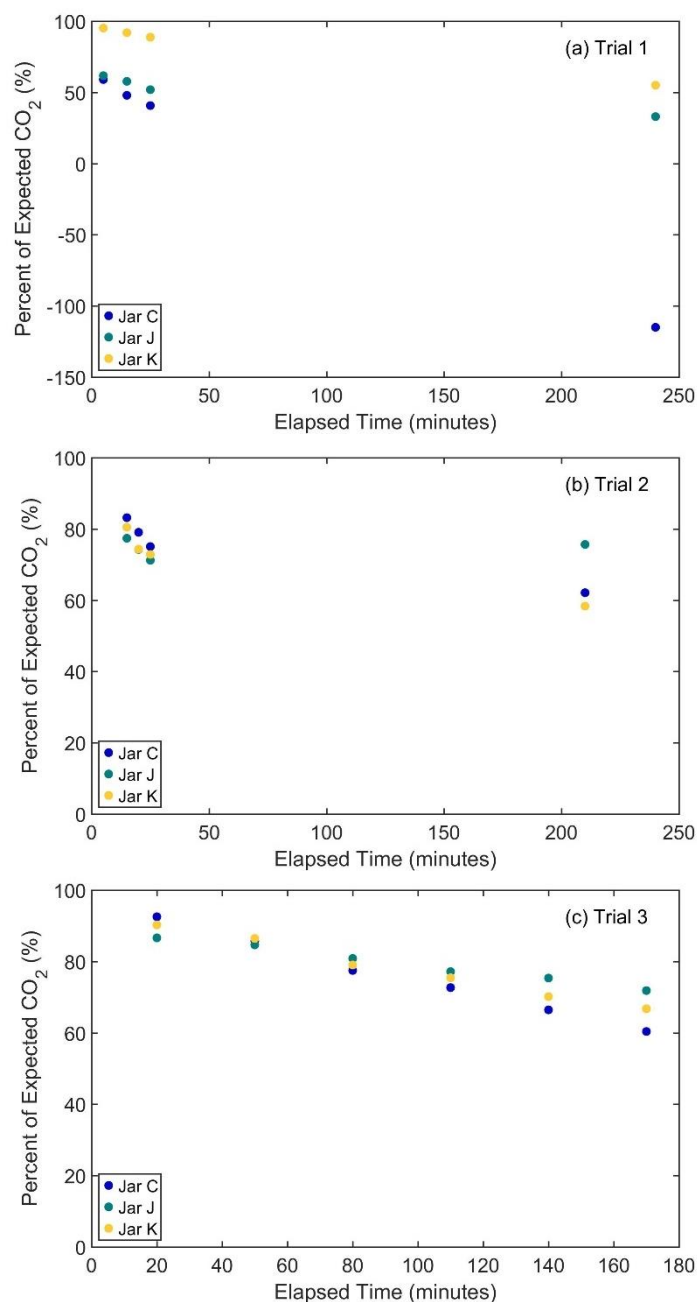 (a) Trial 1
100
50
0
-50
-100
-150
Percent of Expected CO2 (%)
Jar C
Jar J
Jar K
0 50 100 150 200 250
Elapsed Time (minutes)
(b) Trial 2
100
80
60
40
20
0
Percent of Expected CO2 (%)
Jar C
Jar J
Jar K
0 50 100 150 200 250
Elapsed Time (minutes)
(c) Trial 3
100
80
60
40
20
0
Percent of Expected CO2 (%)
Jar C
Jar J
Jar K
0 20 40 60 80 100 120 140 160 180
Elapsed Time (minutes)